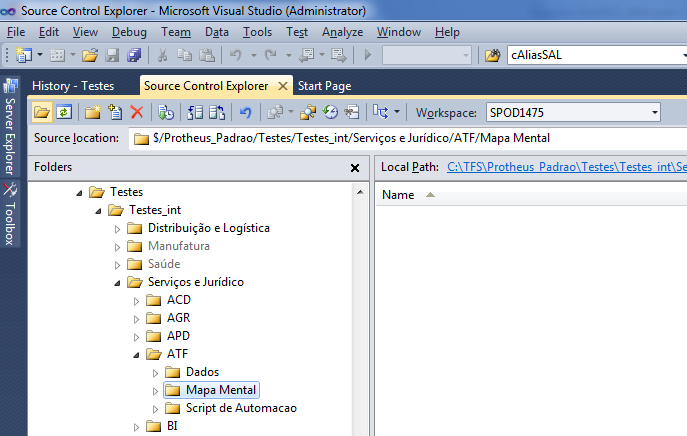 Source Control Explorer - Microsoft Visual Studio (Administrator)
File Edit View Debug Team Data Tools Test Analyze Window Help
cAliasSAL
History - Testes Source Control Explorer Start Page
Workspace: SPOD1475
Source location: $/Protheus_Padrao/Testes/Testes_int/Serviços e Jurídico/ATF/Mapa Mental
Folders
Local Path: C:\TFS\Protheus_Padrao\Testes\Testes_int\Se
Name
Server Explorer
Toolbox
Testes
Testes_int
Distribuição e Logística
Manufatura
Saúde
Serviços e Jurídico
ACD
AGR
APD
ATF
Dados
Mapa Mental
Script de Automacao
BI